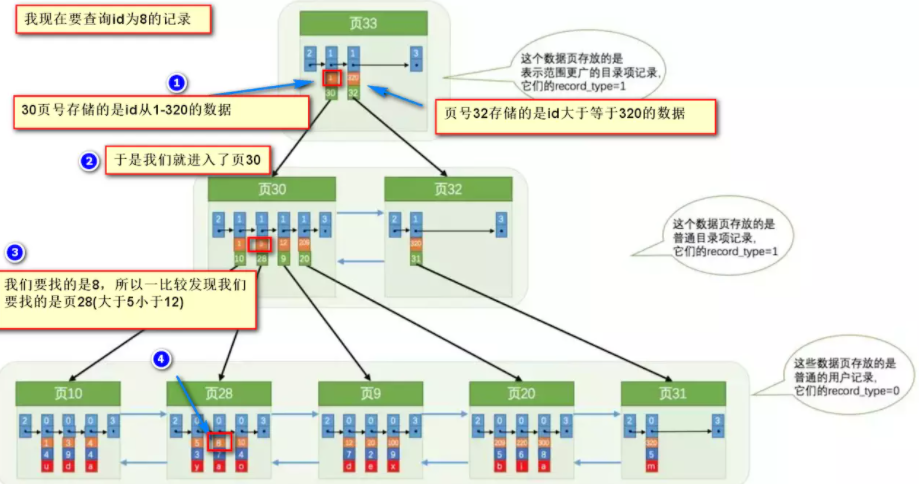 我现在要查询id为8的记录
页33
2 1 1 3
1 320
30 32
这个数据页存放的是
表示范围更广的目录项记录,
它们的record_type=1
1
30页号存储的是id从1-320的数据
页号32存储的是id大于等于320的数据
2
于是我们就进入了页30
页30
2 1 1 1 1 3
1 5 12 209
10 28 9 20
页32
2 1 3
320
31
这个数据页存放的是
普通目录项记录,
它们的record_type=1
3
我们要找的是8，所以一比较发现我们
要找的是页28(大于5小于12)
4
页10
2 0 0 0 3
1 3 4
4 9 4
u d a
页28
2 0 0 0 3
5 8 10
3 7 4
y a o
页9
2 0 0 0 3
100
7 2 9
d e x
页20
2 0 0 0 3
209 220 300
5 6 8
b i a
页31
2 0 3
320
5
m
这些数据页存放的是
普通的用户记录,
它们的record_type=0